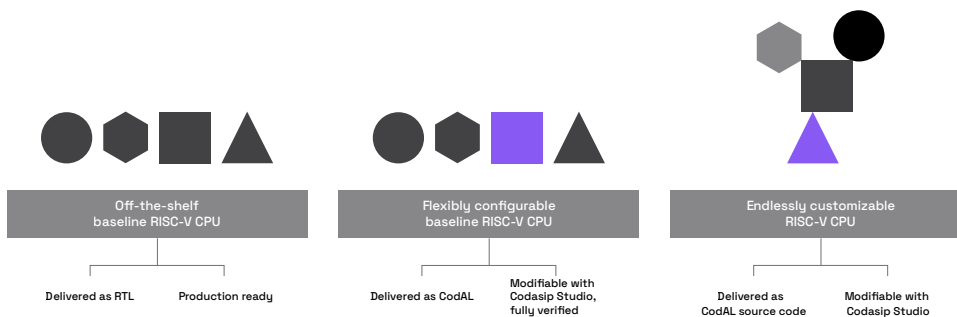 Off-the-shelf
baseline RISC-V CPU
Delivered as RTL
Production ready
Flexibly configurable
baseline RISC-V CPU
Delivered as CodAL
Modifiable with
Codasip Studio,
fully verified
Endlessly customizable
RISC-V CPU
Delivered as
CodAL source code
Modifiable with
Codasip Studio